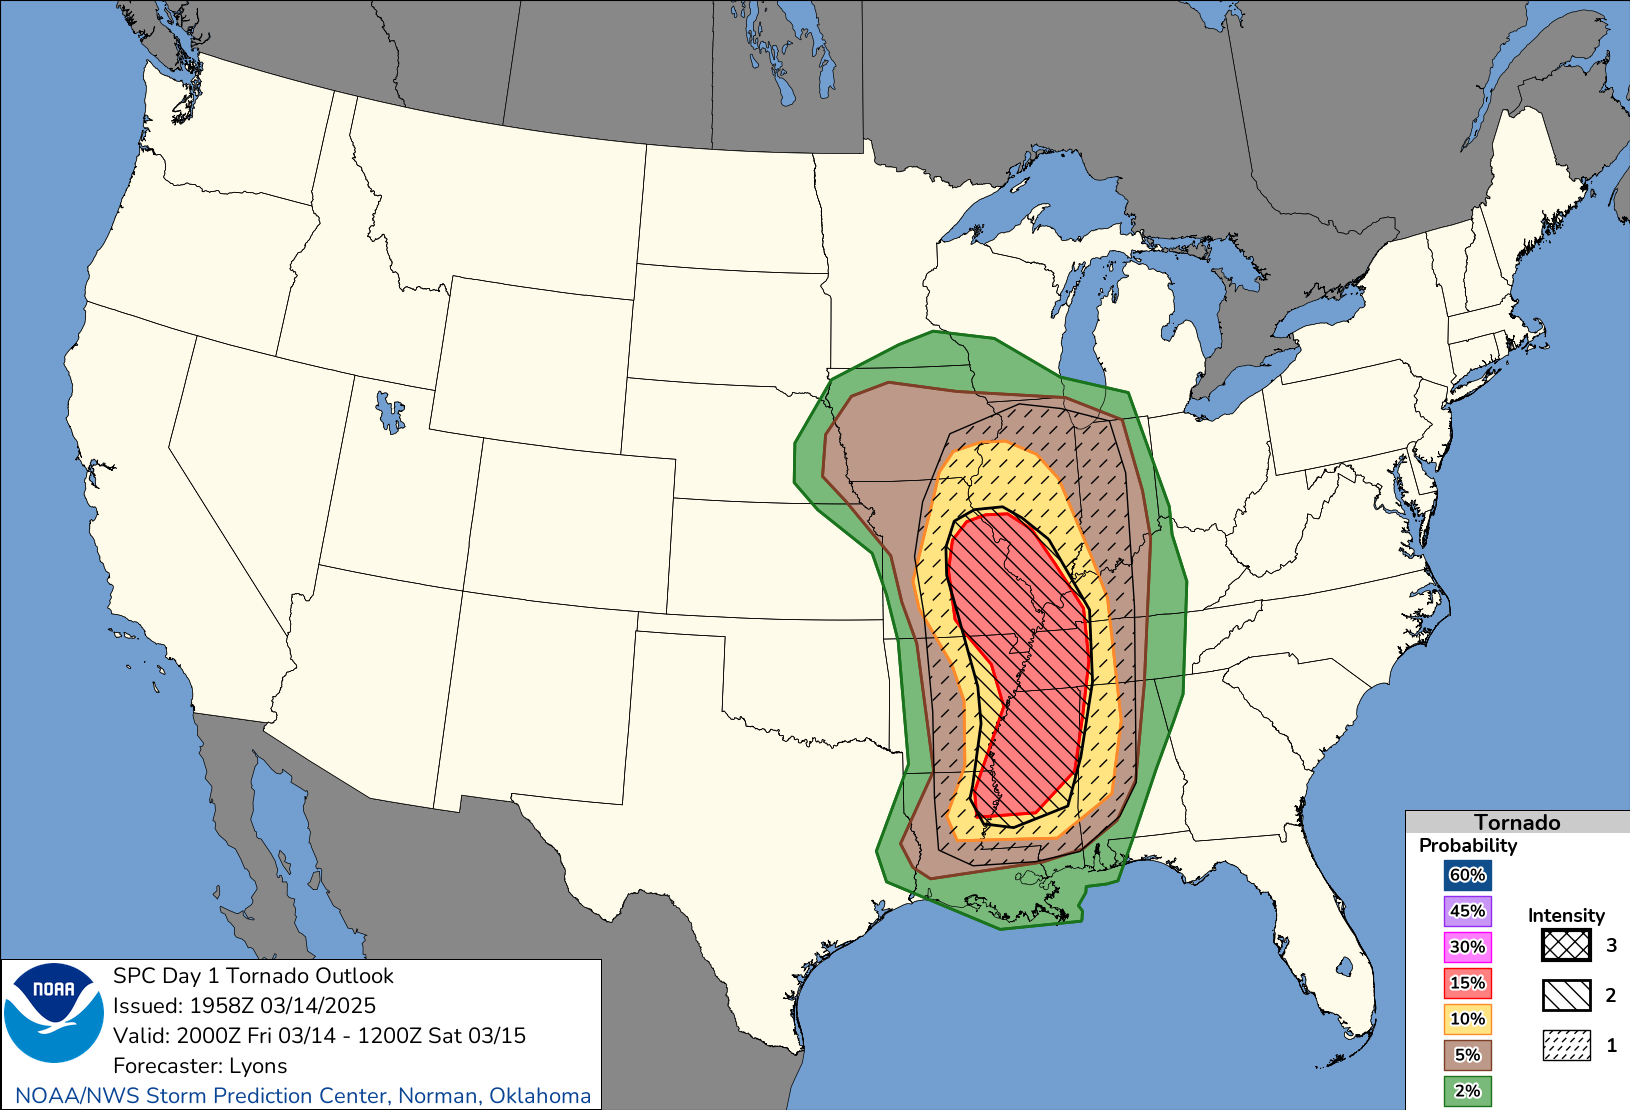 NOAA
SPC Day 1 Tornado Outlook
Issued: 1958Z 03/14/2025
Valid: 2000Z Fri 03/14 - 1200Z Sat 03/15
Forecaster: Lyons
NOAA/NWS Storm Prediction Center, Norman, Oklahoma
Tornado
Probability
60%
45%
30%
15%
10%
5%
2%
Intensity
3
2
1